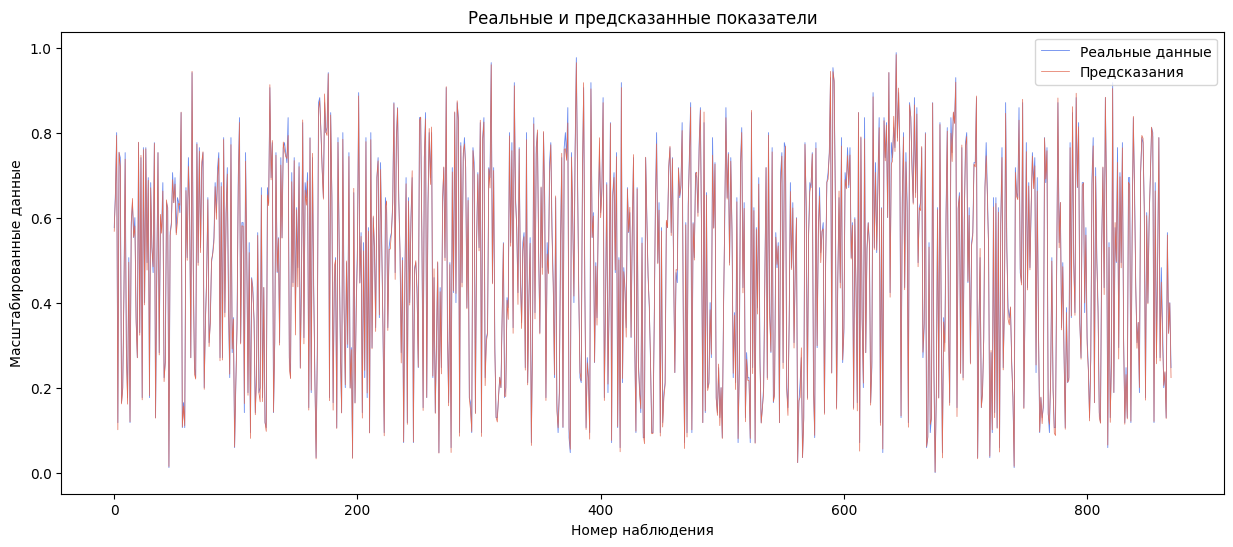 Реальные и предсказанные показатели
Реальные данные
Предсказания
Масштабированные данные
1.0
0.8
0.6
0.4
0.2
0.0
0 200 400 600 800
Номер наблюдения